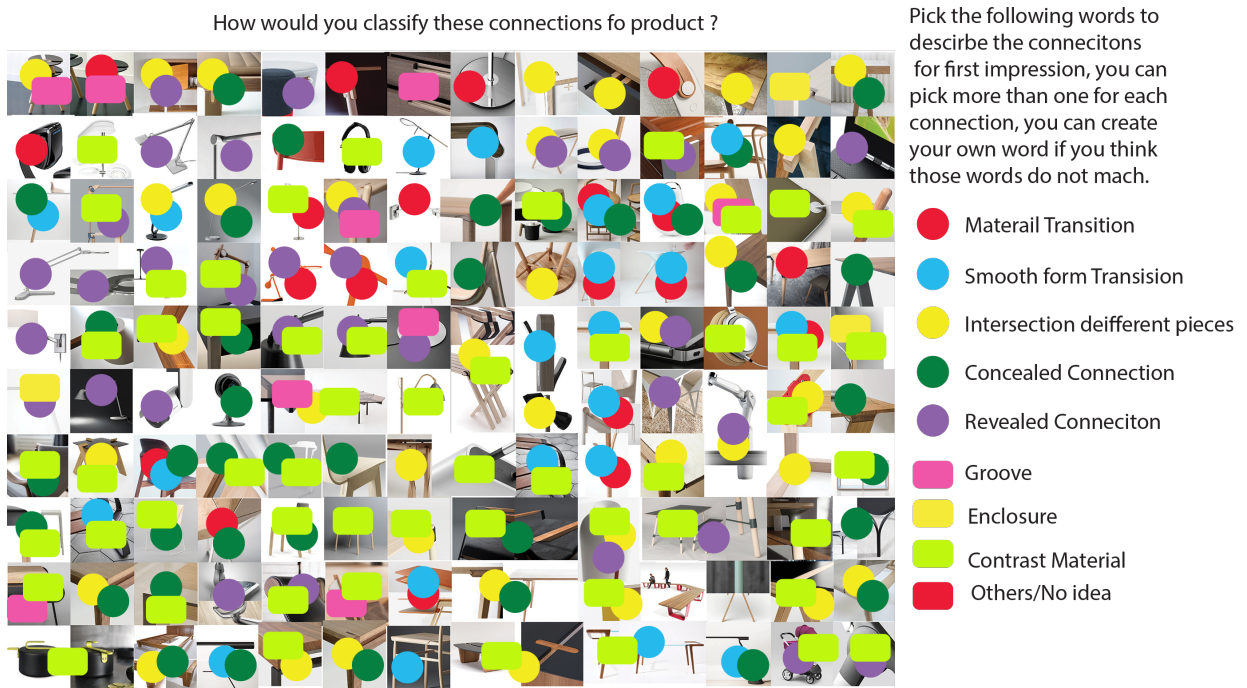 How would you classify these connections fo product ?
Pick the following words to
descirbe the connecitons
for first impression, you can
pick more than one for each
connection, you can create
your own word if you think
those words do not mach.
Materail Transition
Smooth form Transision
Intersection deifferent pieces
Concealed Connection
Revealed Conneciton
Groove
Enclosure
Contrast Material
Others/No idea